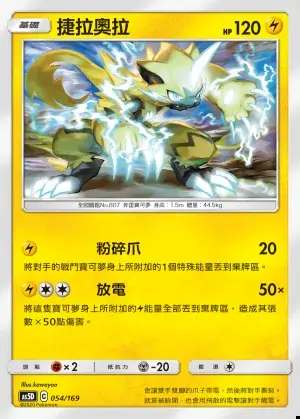 基礎 捷拉奧拉 HP 120
全國圖鑑No.807 雷電寶可夢 身高：1.5m 體重：44.5kg
粉碎爪 20
將對手的戰鬥寶可夢身上所附加的1個特殊能量丟到棄牌區。
放電 50×
將這隻寶可夢身上所附加的能量全部丟到棄牌區，造成其張數×50點傷害。
弱點 ×2 抵抗力 -20 撤退
Illus.kawayoo
AS5D C 054/169
©2020 Pokémon
會讓雙手雙腳的爪子帶電，然後將對手撕裂。
就算被躲開，也會用飛散的電擊讓對手觸電。